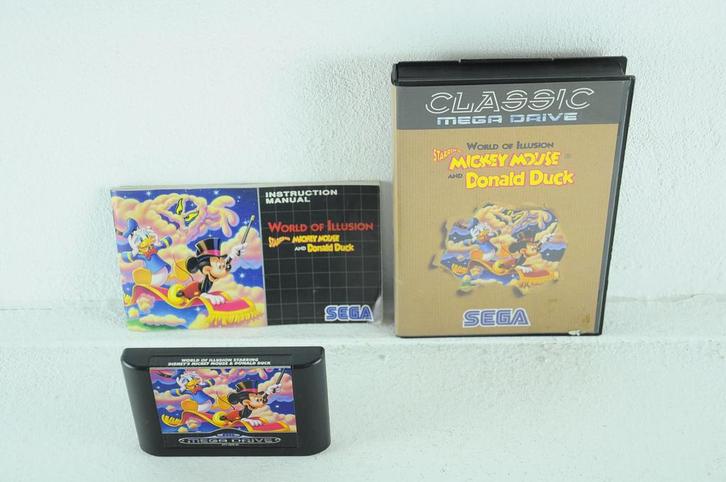 CLASSIC
MEGA DRIVE
WORLD OF ILLUSION
STARRING MICKEY MOUSE
AND Donald Duck
SEGA
INSTRUCTION
MANUAL
WORLD OF ILLUSION
STARRING MICKEY MOUSE
AND Donald Duck
SEGA
WORLD OF ILLUSION STARRING
DISNEY'S MICKEY MOUSE & DONALD DUCK
MEGA DRIVE